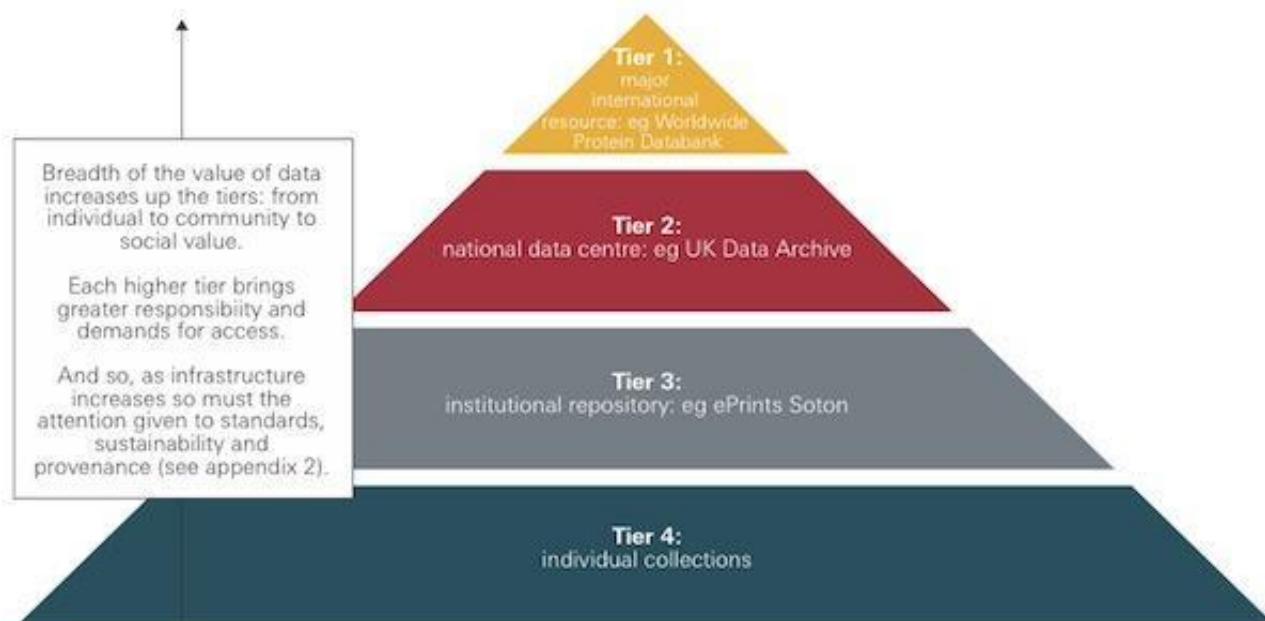 Tier 1:
major
international
resource: eg Worldwide
Protein Databank
Breadth of the value of data
increases up the tiers: from
individual to community to
social value.
Each higher tier brings
greater responsibiity and
demands for access.
And so, as infrastructure
increases so must the
attention given to standards,
sustainability and
provenance (see appendix 2).
Tier 2:
national data centre: eg UK Data Archive
Tier 3:
institutional repository: eg ePrints Soton
Tier 4:
individual collections